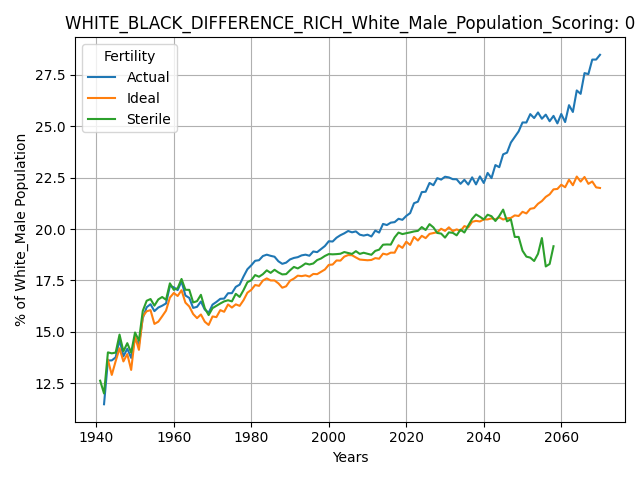 WHITE_BLACK_DIFFERENCE_RICH_White_Male_Population_Scoring: 0
Fertility
Actual
Ideal
Sterile
27.5
25.0
22.5
20.0
17.5
15.0
12.5
% of White_Male Population
1940 1960 1980 2000 2020 2040 2060
Years